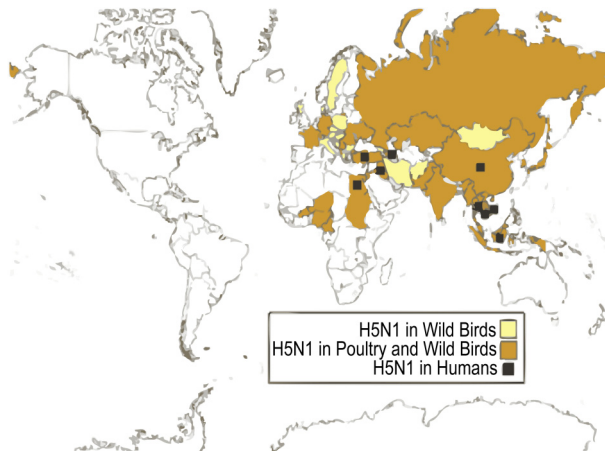 H5N1 in Wild Birds
H5N1 in Poultry and Wild Birds
H5N1 in Humans